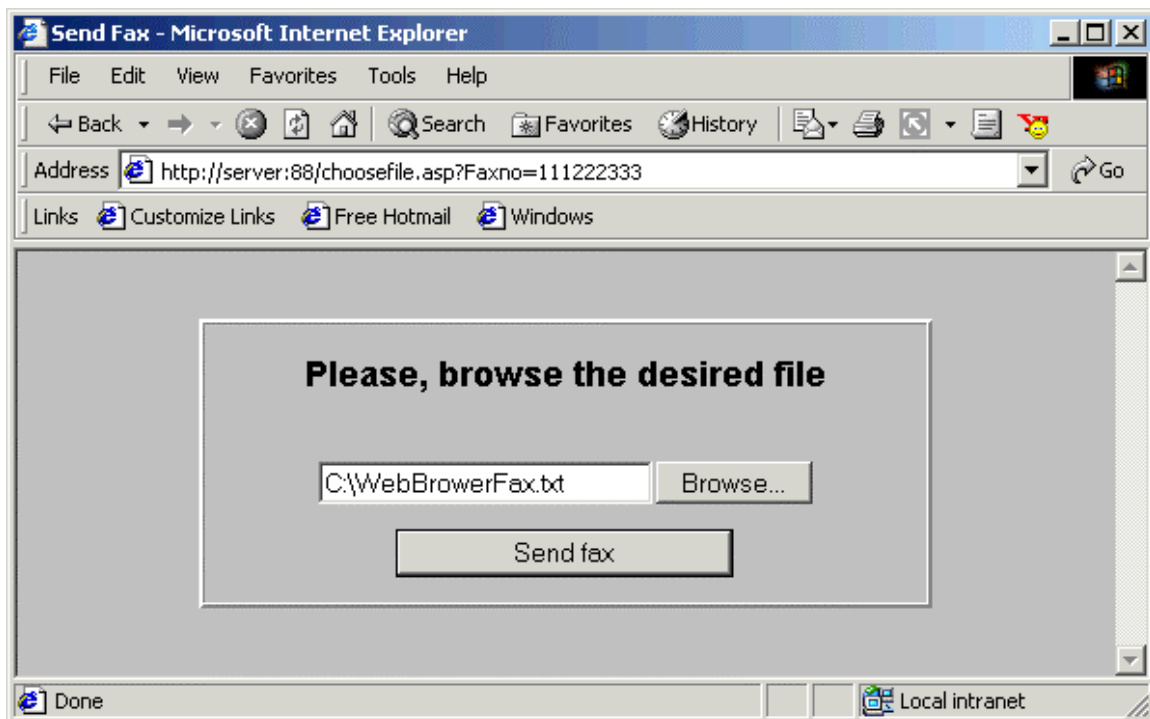 Send Fax - Microsoft Internet Explorer
File Edit View Favorites Tools Help
Back Search Favorites History
Address http://server:88/choosefile.asp?Faxno=111222333 Go
Links Customize Links Free Hotmail Windows
Please, browse the desired file
C:\WebBrowerFax.txt Browse...
Send fax
Done Local intranet